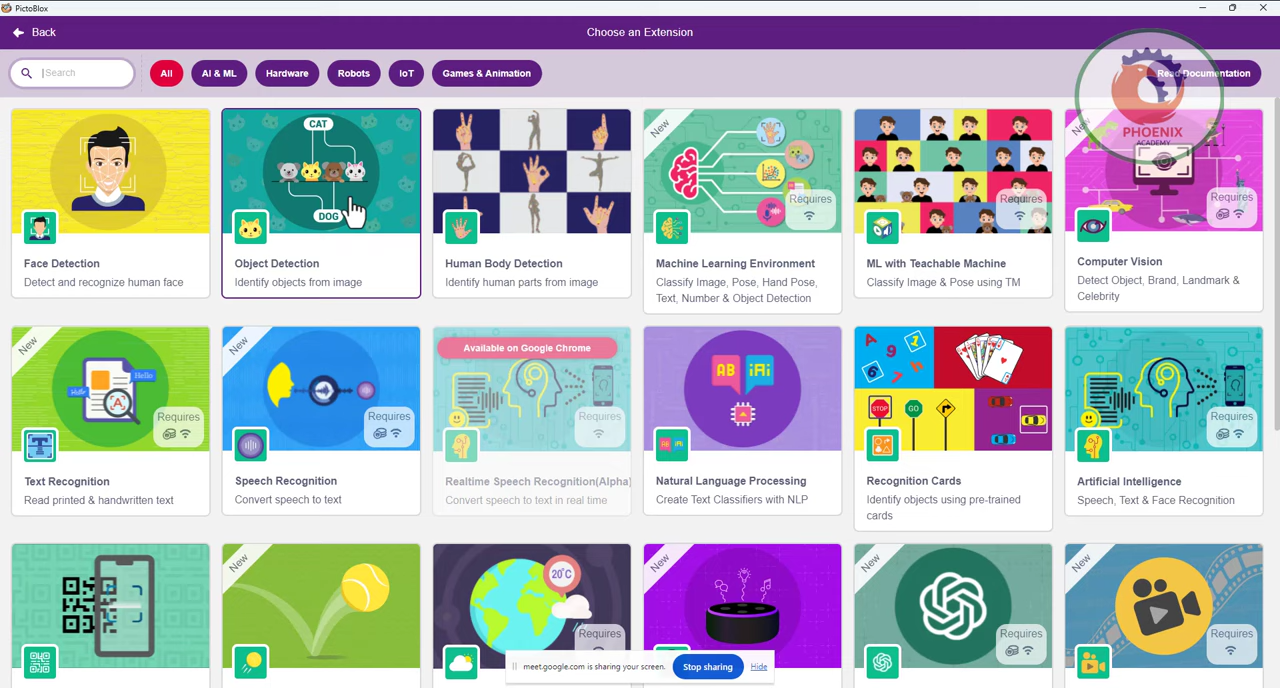 PictoBlox
Back
Choose an Extension
Search
All
AI & ML
Hardware
Robots
IoT
Games & Animation
Read Documentation
PHOENIX
ACADEMY
Face Detection
Detect and recognize human face
CAT
DOG
Object Detection
Identify objects from image
Human Body Detection
Identify human parts from image
New
Requires
Machine Learning Environment
Classify Image, Pose, Hand Pose,
Text, Number & Object Detection
Requires
ML with Teachable Machine
Classify Image & Pose using TM
New
Requires
Computer Vision
Detect Object, Brand, Landmark &
Celebrity
New
Hello
Hello
A
Requires
Text Recognition
Read printed & handwritten text
New
Requires
Speech Recognition
Convert speech to text
Available on Google Chrome
Requires
Realtime Speech Recognition(Alpha)
Convert speech to text in real time
AB
Natural Language Processing
Create Text Classifiers with NLP
STOP
GO
Recognition Cards
Identify objects using pre-trained
cards
Requires
Artificial Intelligence
Speech, Text & Face Recognition
New
20°C
Requires
New
New
Requires
New
Requires
meet.google.com is sharing your screen.
Stop sharing
Hide